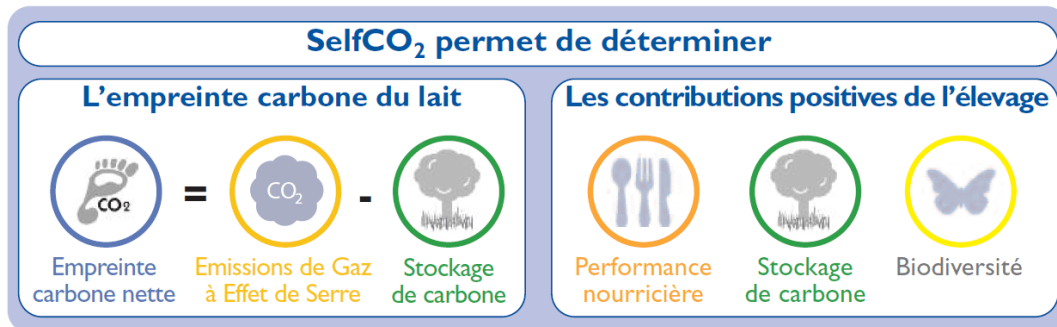 SelfCO₂ permet de déterminer
L'empreinte carbone du lait
CO₂
Empreinte
carbone nette
=
CO₂
Emissions de Gaz
à Effet de Serre
-
Stockage
de carbone
Les contributions positives de l'élevage
Performance
nourricière
Stockage
de carbone
Biodiversité